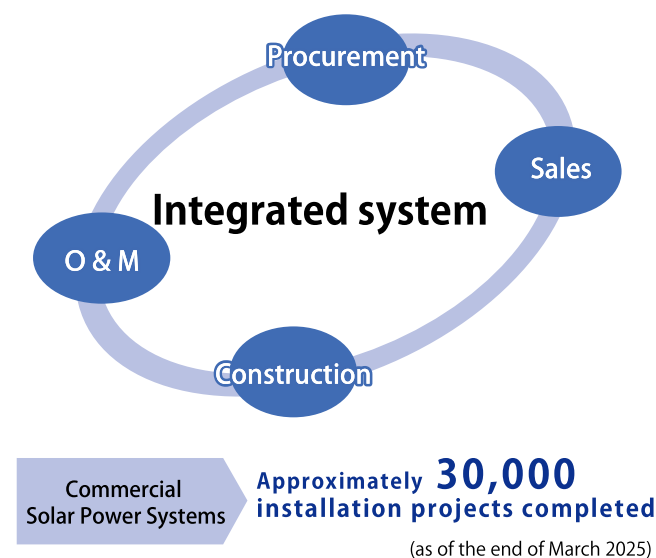 Procurement
Sales
Integrated system
O & M
Construction
Commercial
Solar Power Systems
Approximately 30,000
installation projects completed
(as of the end of March 2025)